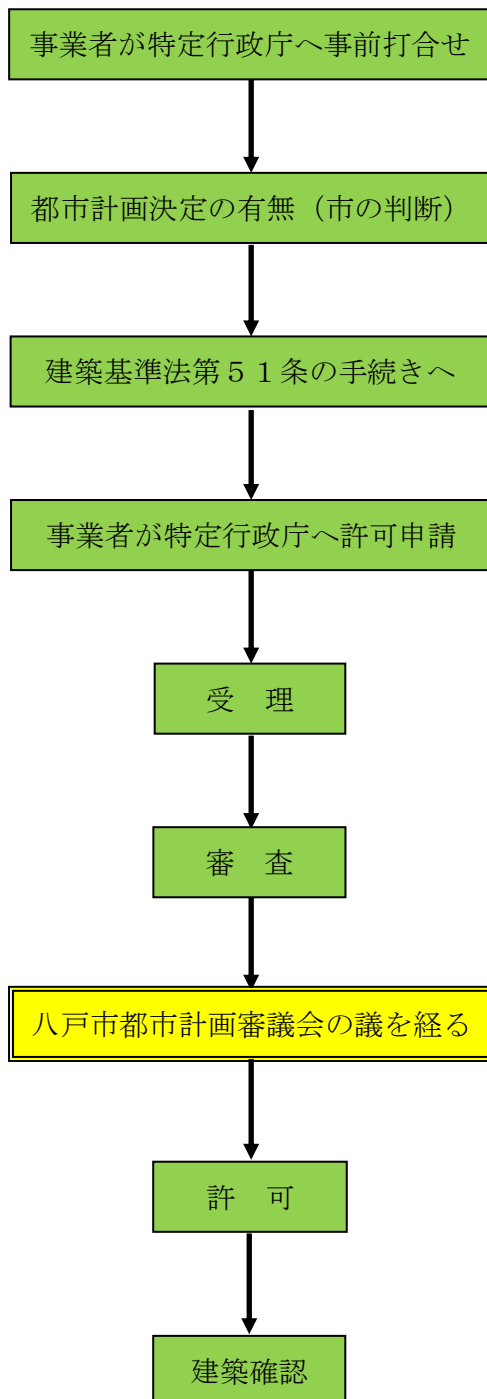 事業者が特定行政庁へ事前打合せ
都市計画決定の有無（市の判断）
建築基準法第５１条の手続きへ
事業者が特定行政庁へ許可申請
受　理
審　査
八戸市都市計画審議会の議を経る
許　可
建築確認